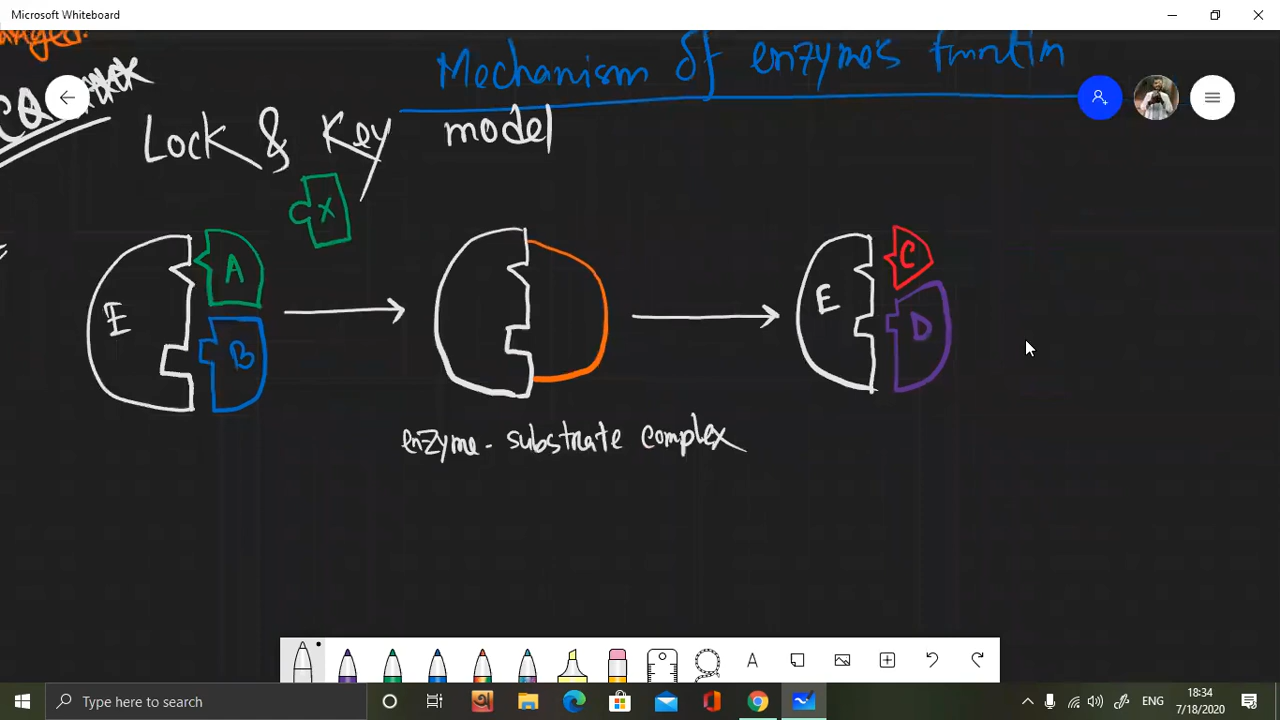 Microsoft Whiteboard
anged.
Mechanism of enzyme's function
Lock & Key model
X
E
A
B
E
C
D
enzyme - substrate complex
A
Type here to search
ENG
18:34
7/18/2020